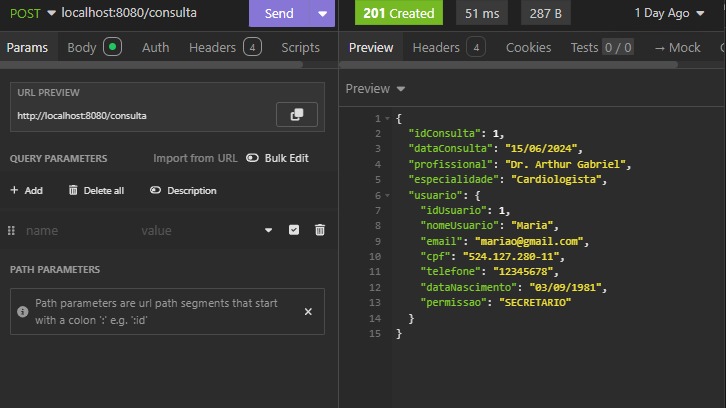 POST localhost:8080/consulta Send
Params Body Auth Headers 4 Scripts
URL PREVIEW
http://localhost:8080/consulta
QUERY PARAMETERS Import from URL Bulk Edit
+ Add Delete all Description
name value
PATH PARAMETERS
Path parameters are url path segments that start
with a colon ':' e.g. ':id'
201 Created 51 ms 287 B 1 Day Ago
Preview Headers 4 Cookies Tests 0 / 0 → Mock
Preview
1 {
2 "idConsulta": 1,
3 "dataConsulta": "15/06/2024",
4 "profissional": "Dr. Arthur Gabriel",
5 "especialidade": "Cardiologista",
6 "usuario": {
7 "idUsuario": 1,
8 "nomeUsuario": "Maria",
9 "email": "mariao@gmail.com",
10 "cpf": "524.127.280-11",
11 "telefone": "12345678",
12 "dataNascimento": "03/09/1981",
13 "permissao": "SECRETARIO"
14 }
15 }